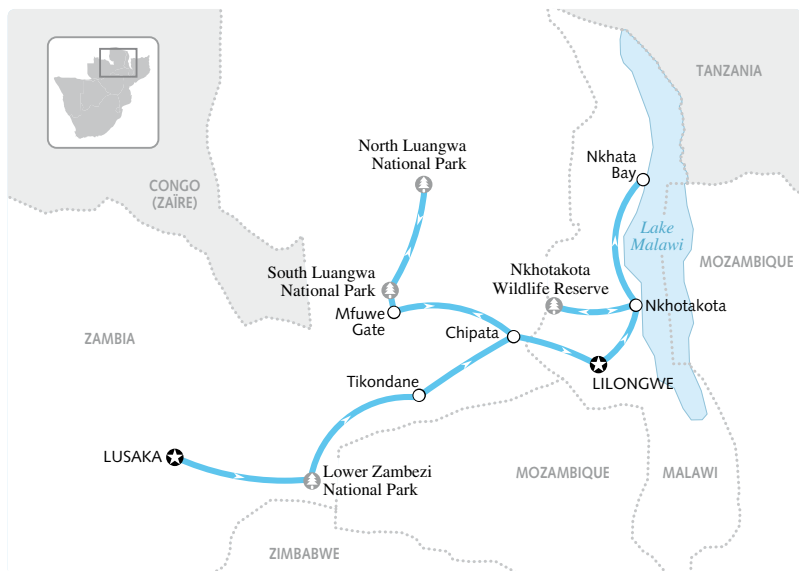 TANZANIA
North Luangwa
National Park
Nkhata
Bay
CONGO
(ZAÏRE)
Lake
Malawi
MOZAMBIQUE
South Luangwa
National Park
Nkhotakota
Wildlife Reserve
Nkhotakota
Mfuwe
Gate
Chipata
ZAMBIA
Tikondane
LILONGWE
LUSAKA
Lower Zambezi
National Park
MOZAMBIQUE
MALAWI
ZIMBABWE